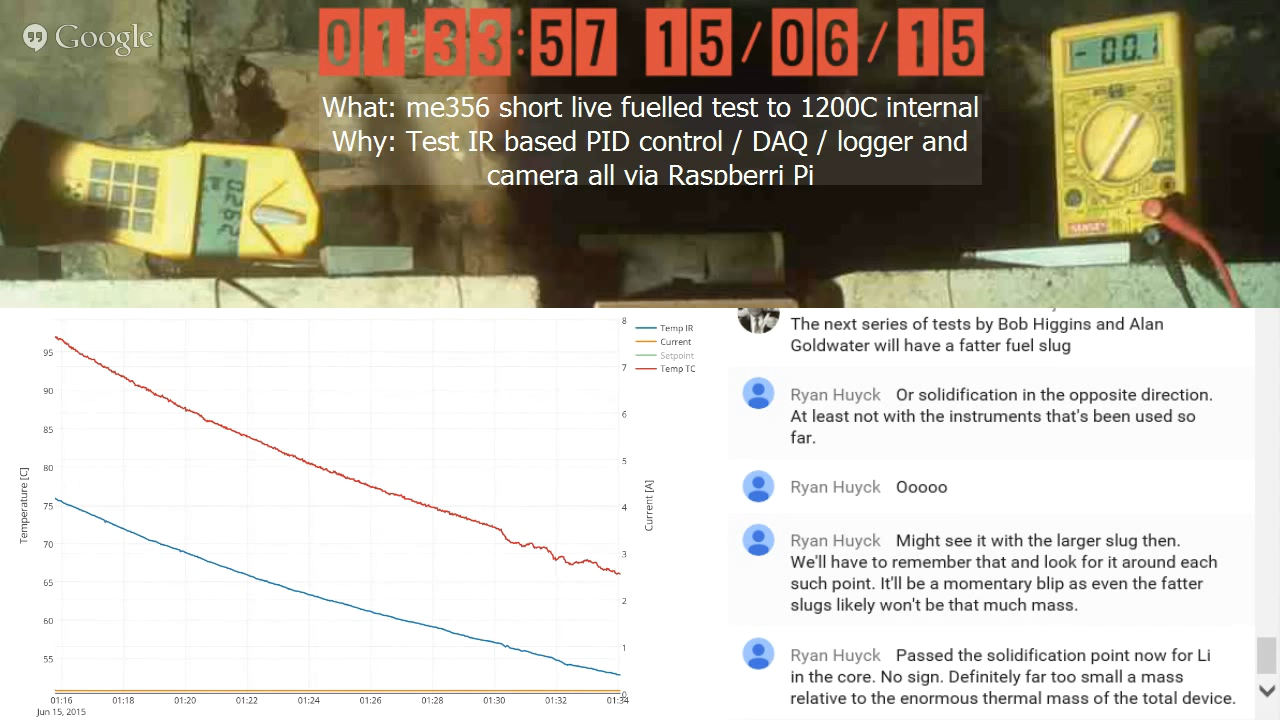 Google
01:33:57 15/06/15
What: me356 short live fuelled test to 1200C internal
Why: Test IR based PID control / DAQ / logger and
camera all via Raspberri Pi
-00.1
Temp IR
Current
Setpoint
Temp TC
Temperature [C]
95
90
85
80
75
70
65
60
55
Current [A]
8
7
6
5
4
3
2
1
0
01:16
01:18
01:20
01:22
01:24
01:26
01:28
01:30
01:32
01:34
Jun 15, 2015
The next series of tests by Bob Higgins and Alan
Goldwater will have a fatter fuel slug
Ryan Huyck Or solidification in the opposite direction.
At least not with the instruments that's been used so
far.
Ryan Huyck Ooooo
Ryan Huyck Might see it with the larger slug then.
We'll have to remember that and look for it around each
such point. It'll be a momentary blip as even the fatter
slugs likely won't be that much mass.
Ryan Huyck Passed the solidification point now for Li
in the core. No sign. Definitely far too small a mass
relative to the enormous thermal mass of the total device.